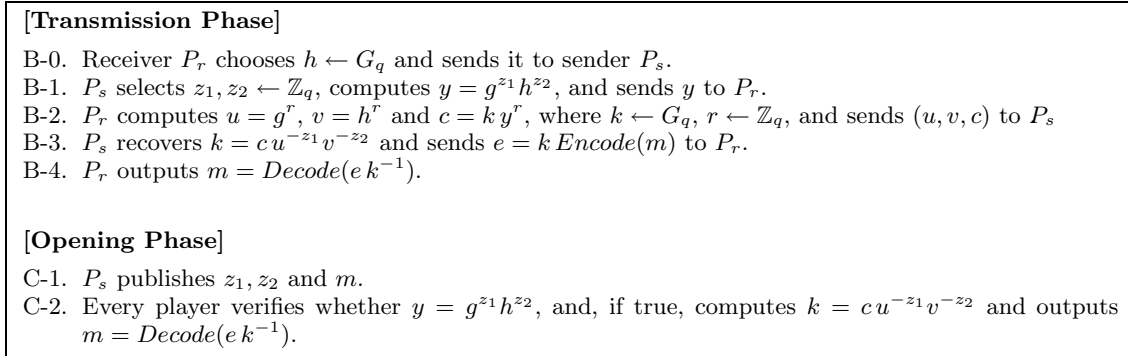 [Transmission Phase]
B-0. Receiver P_r chooses h ← G_q and sends it to sender P_s.
B-1. P_s selects z_1, z_2 ← ℤ_q, computes y = g^{z_1} h^{z_2}, and sends y to P_r.
B-2. P_r computes u = g^r, v = h^r and c = k y^r, where k ← G_q, r ← ℤ_q, and sends (u, v, c) to P_s
B-3. P_s recovers k = c u^{-z_1} v^{-z_2} and sends e = k Encode(m) to P_r.
B-4. P_r outputs m = Decode(e k^{-1}).
[Opening Phase]
C-1. P_s publishes z_1, z_2 and m.
C-2. Every player verifies whether y = g^{z_1} h^{z_2}, and, if true, computes k = c u^{-z_1} v^{-z_2} and outputs
m = Decode(e k^{-1}).